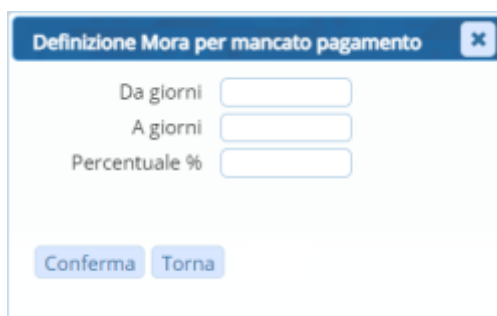 Definizione Mora per mancato pagamento
Da giorni
A giorni
Percentuale %
Conferma Torna